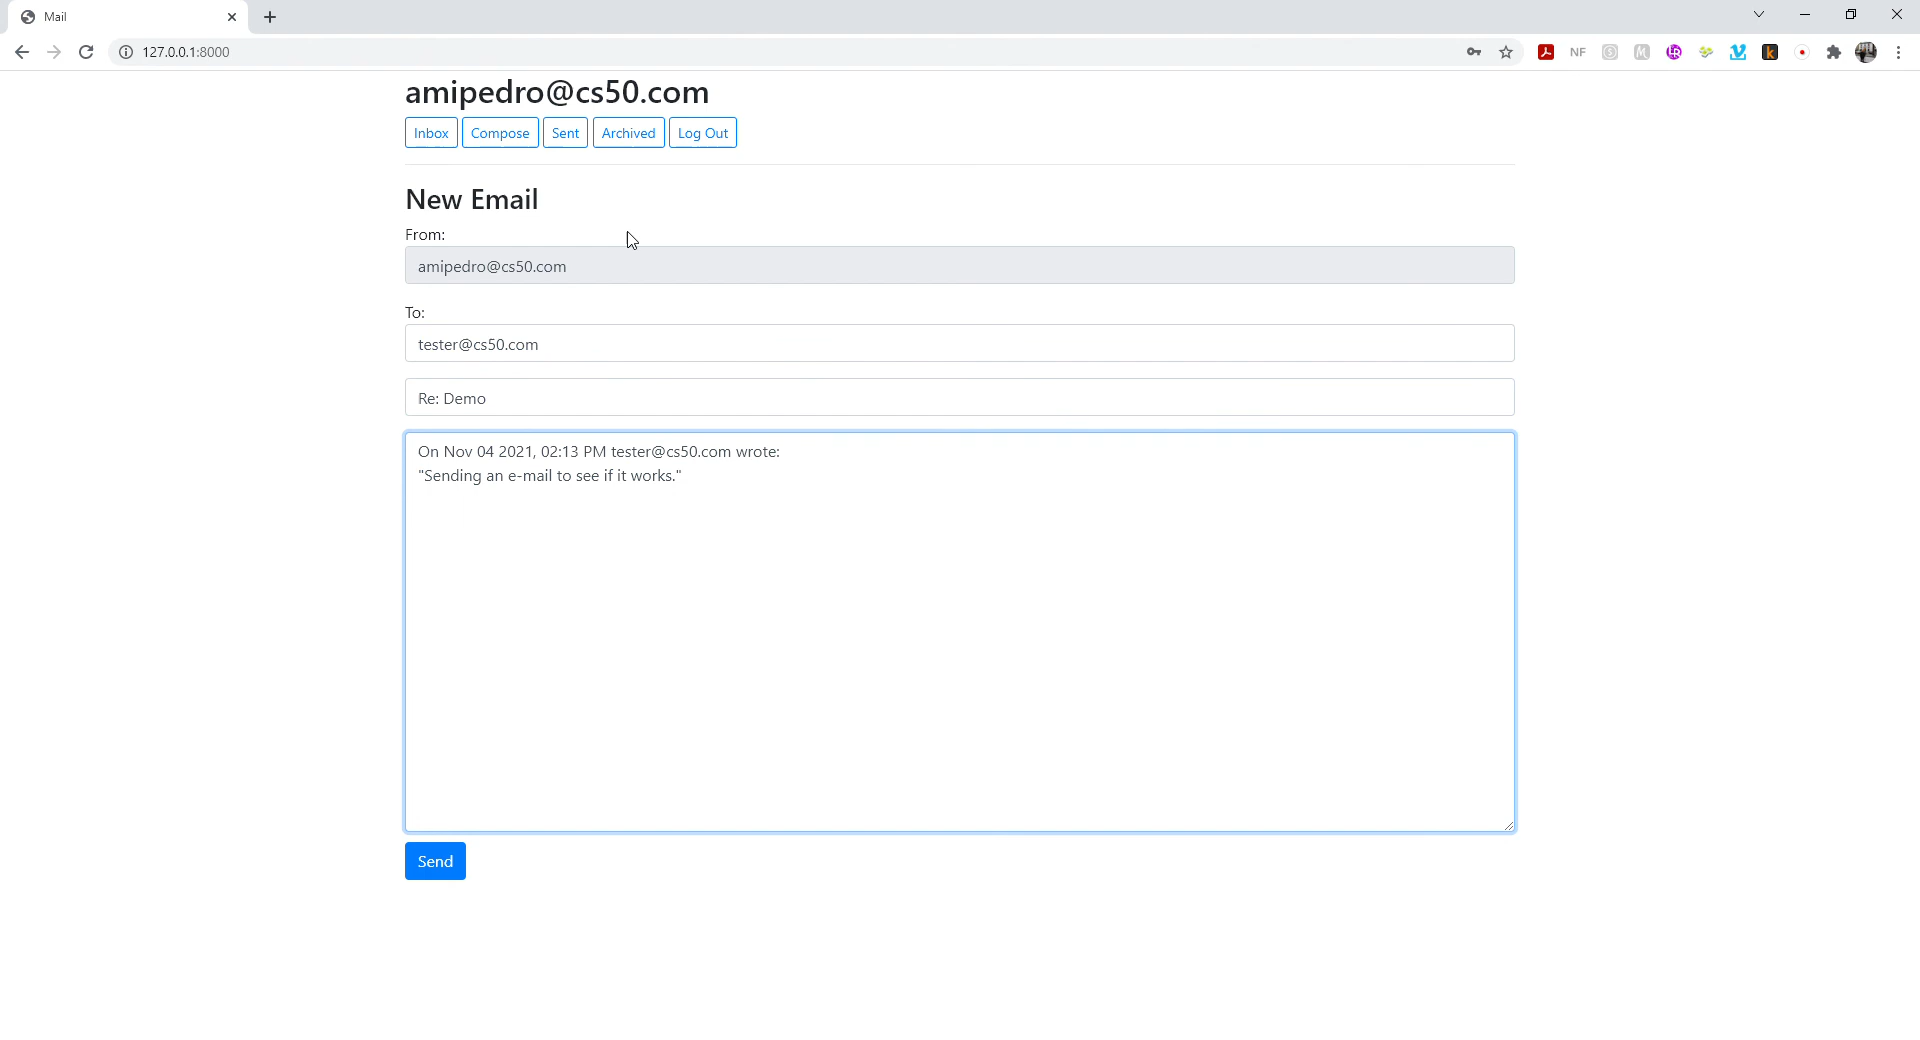 Mail
127.0.0.1:8000
NF
amipedro@cs50.com
Inbox Compose Sent Archived Log Out
New Email
From:
amipedro@cs50.com
To:
tester@cs50.com
Re: Demo
On Nov 04 2021, 02:13 PM tester@cs50.com wrote:
"Sending an e-mail to see if it works."
Send